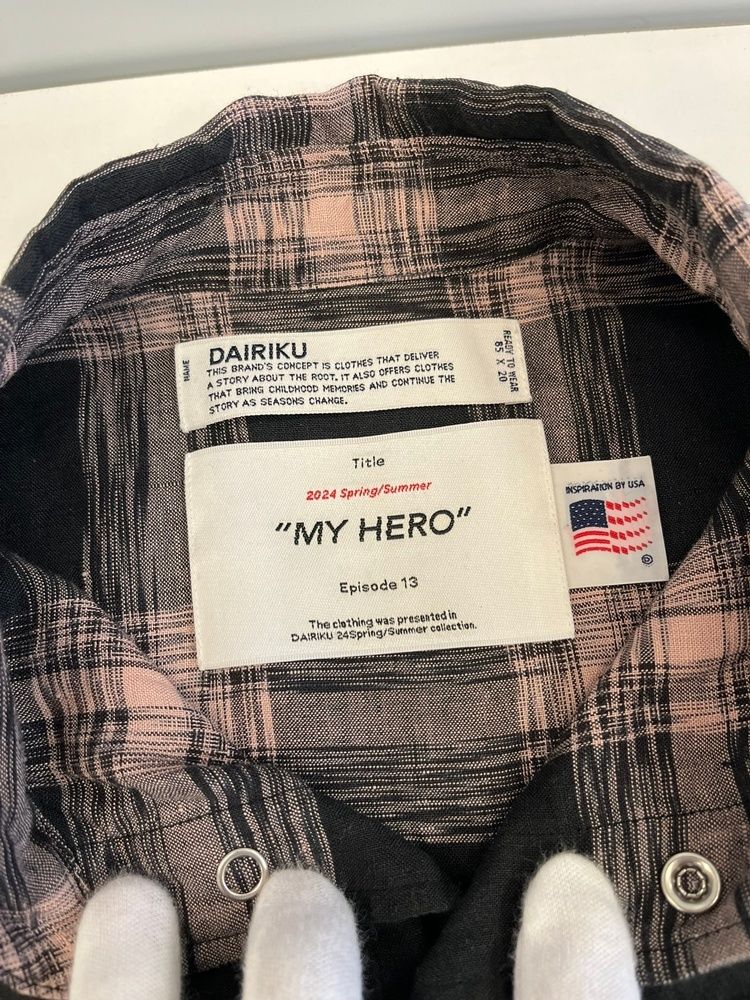 NAME
DAIRIKU
THIS BRAND'S CONCEPT IS CLOTHES THAT DELIVER
A STORY ABOUT THE ROOT. IT ALSO OFFERS CLOTHES
THAT BRING CHILDHOOD MEMORIES AND CONTINUE THE
STORY AS SEASONS CHANGE.
READY TO WEAR
85 X 20
Title
2024 Spring/Summer
"MY HERO"
Episode 13
The clothing was presented in
DAIRIKU 24Spring/Summer collection.
INSPIRATION BY USA